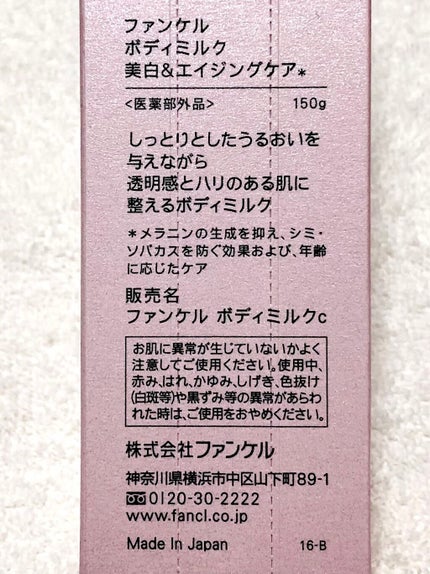 ファンケル
ボディミルク
美白&エイジングケア*
<医薬部外品> 150g
しっとりとしたうるおいを
与えながら
透明感とハリのある肌に
整えるボディミルク
*メラニンの生成を抑え、シミ・
ソバカスを防ぐ効果および、年齢
に応じたケア
販売名
ファンケル ボディミルクc
お肌に異常が生じていないかよく
注意してご使用ください。使用中、
赤み、はれ、かゆみ、しげき、色抜け
(白斑等)や黒ずみ等の異常があらわ
れた時は、ご使用をおやめください。
株式会社ファンケル
神奈川県横浜市中区山下町89-1
0120-30-2222
www.fancl.co.jp
Made In Japan 16-B